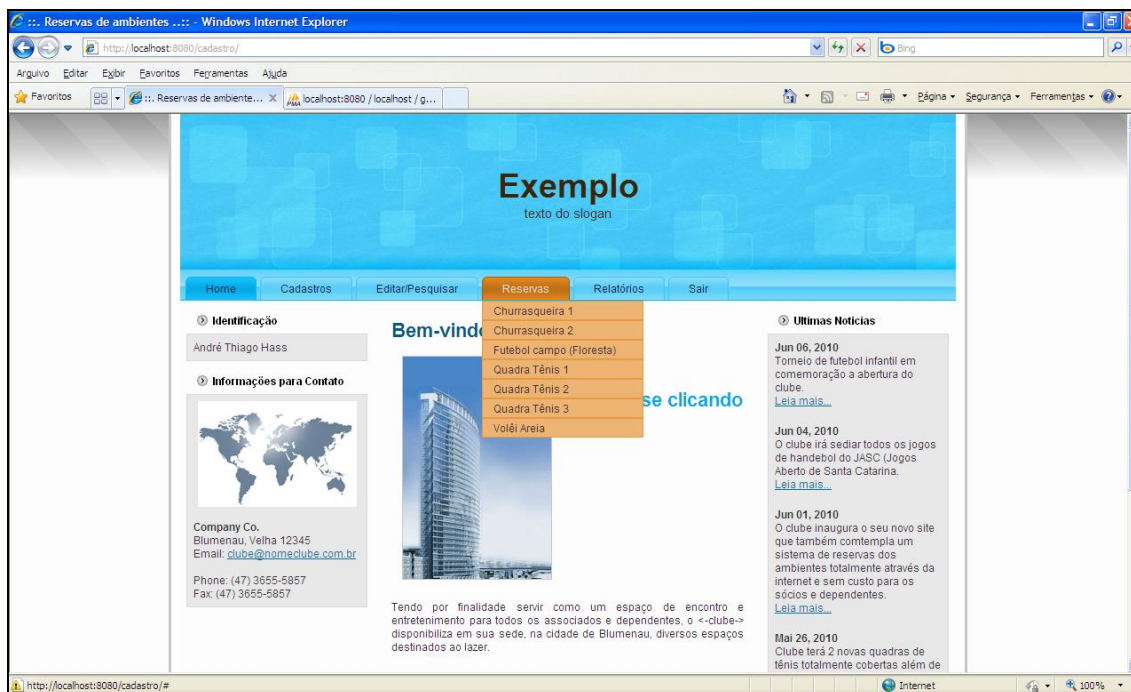 ::. Reservas de ambientes ..:: - Windows Internet Explorer
http://localhost:8080/cadastro/
Bing
Arquivo Editar Exibir Favoritos Ferramentas Ajuda
Favoritos
::. Reservas de ambiente...
localhost:8080 / localhost / g...
Página Segurança Ferramentas
Exemplo
texto do slogan
Home Cadastros Editar/Pesquisar Reservas Relatórios Sair
Churrasqueira 1
Churrasqueira 2
Futebol campo (Floresta)
Quadra Tênis 1
Quadra Tênis 2
Quadra Tênis 3
Volêi Areia
Identificação
André Thiago Hass
Informações para Contato
Company Co.
Blumenau, Velha 12345
Email: clube@nomeclube.com.br
Phone: (47) 3655-5857
Fax: (47) 3655-5857
Bem-vind
se clicando
Tendo por finalidade servir como um espaço de encontro e
entretenimento para todos os associados e dependentes, o <-clube->
disponibiliza em sua sede, na cidade de Blumenau, diversos espaços
destinados ao lazer.
Ultimas Noticias
Jun 06, 2010
Torneio de futebol infantil em
comemoração a abertura do
clube.
Leia mais...
Jun 04, 2010
O clube irá sediar todos os jogos
de handebol do JASC (Jogos
Aberto de Santa Catarina.
Leia mais...
Jun 01, 2010
O clube inaugura o seu novo site
que também comtempla um
sistema de reservas dos
ambientes totalmente através da
internet e sem custo para os
sócios e dependentes.
Leia mais...
Mai 26, 2010
Clube terá 2 novas quadras de
tênis totalmente cobertas além de
http://localhost:8080/cadastro/#
Internet
100%